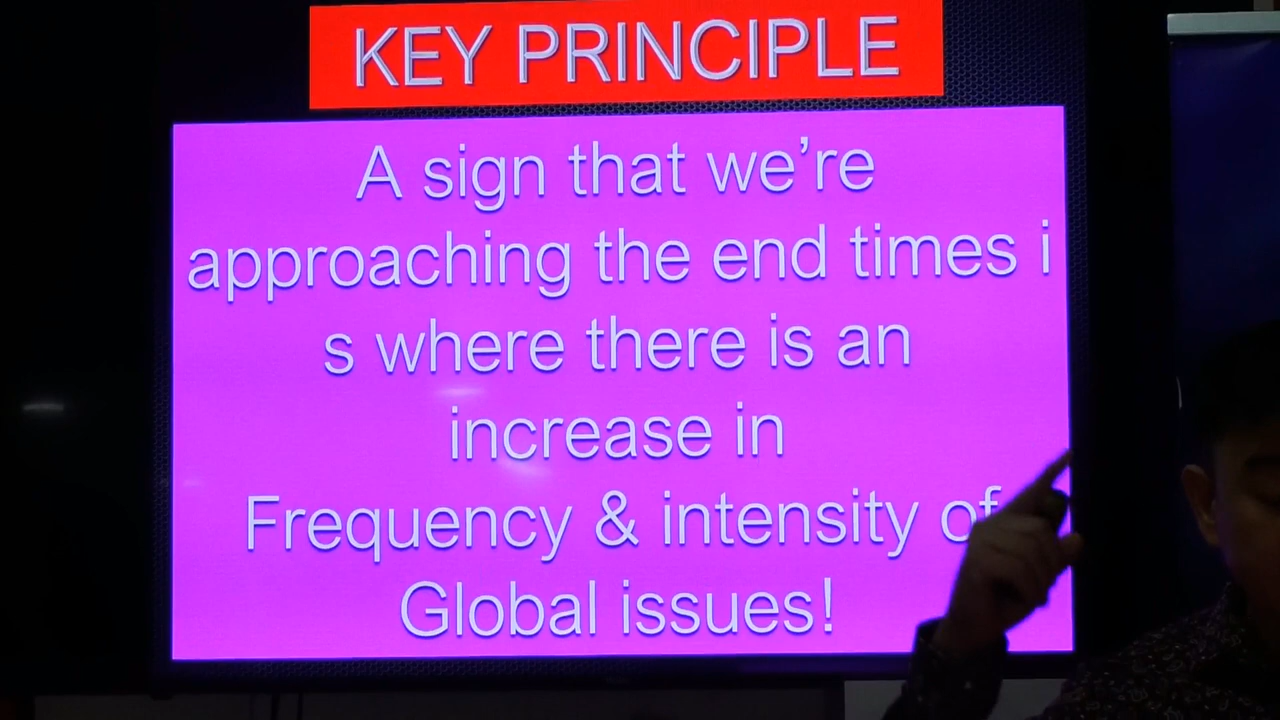 KEY PRINCIPLE
A sign that we’re
approaching the end times i
s where there is an
increase in
Frequency & intensity of
Global issues!